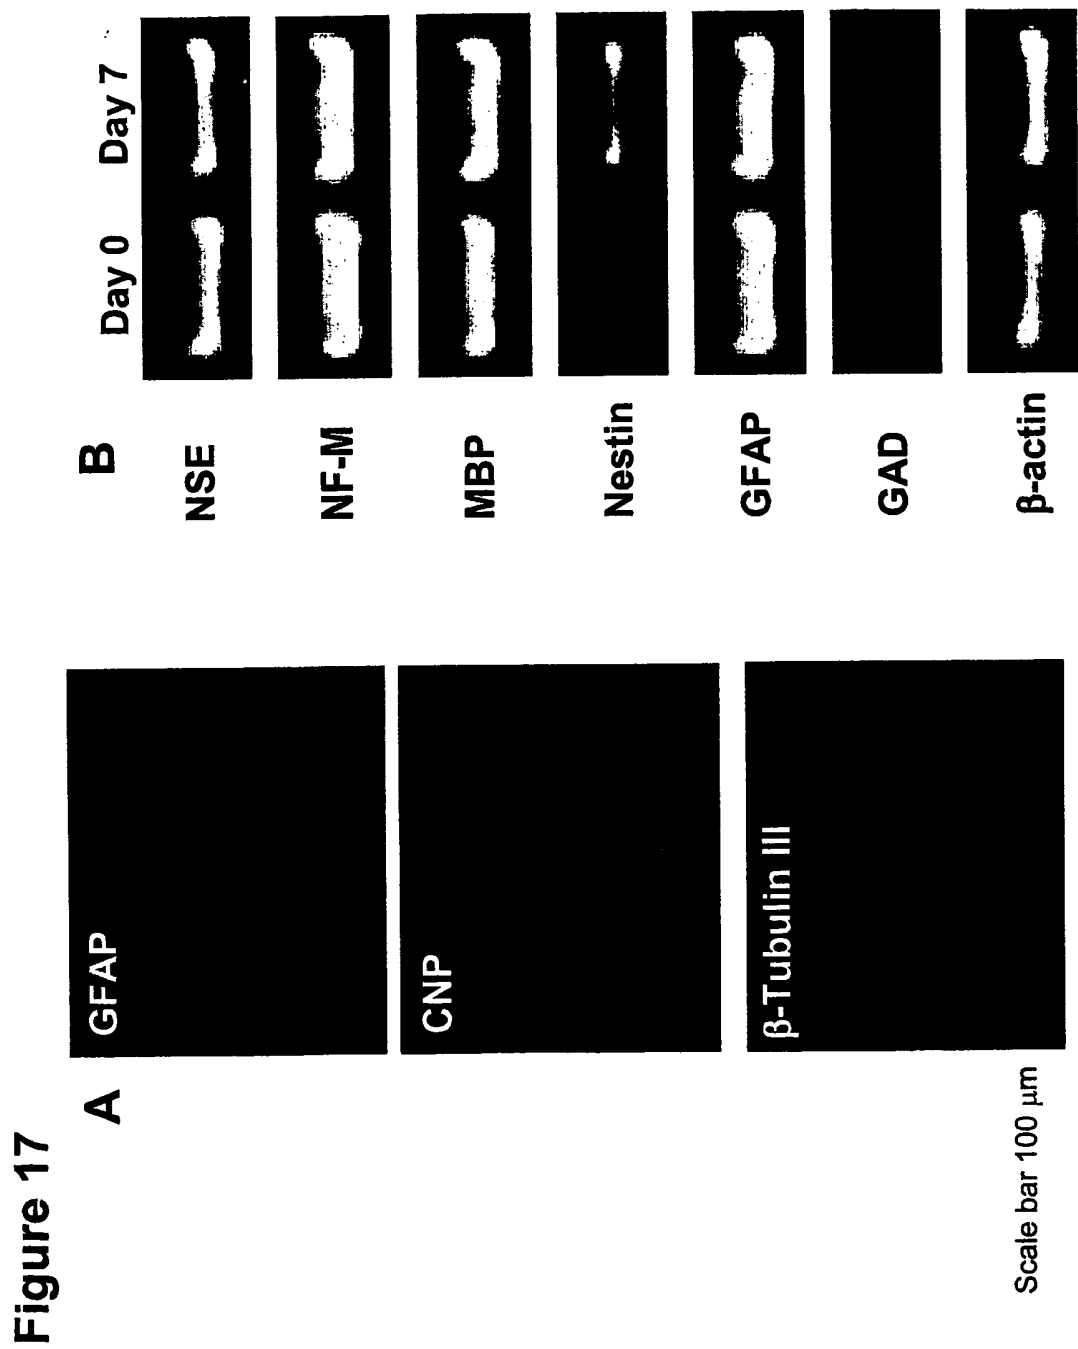 Figure 17
A
GFAP
CNP
β-Tubulin III
Scale bar 100 μm
B
Day 0 Day 7
NSE
NF-M
MBP
Nestin
GFAP
GAD
β-actin